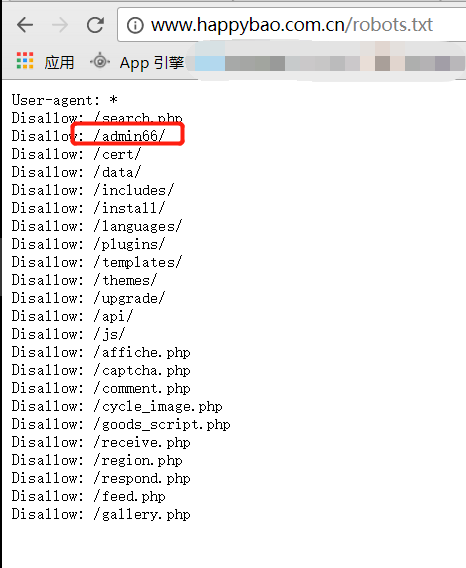 www.happybao.com.cn/robots.txt
应用 App 引擎
User-agent: *
Disallow: /search.php
Disallow: /admin66/
Disallow: /cert/
Disallow: /data/
Disallow: /includes/
Disallow: /install/
Disallow: /languages/
Disallow: /plugins/
Disallow: /templates/
Disallow: /themes/
Disallow: /upgrade/
Disallow: /api/
Disallow: /js/
Disallow: /affiche.php
Disallow: /captcha.php
Disallow: /comment.php
Disallow: /cycle_image.php
Disallow: /goods_script.php
Disallow: /receive.php
Disallow: /region.php
Disallow: /respond.php
Disallow: /feed.php
Disallow: /gallery.php